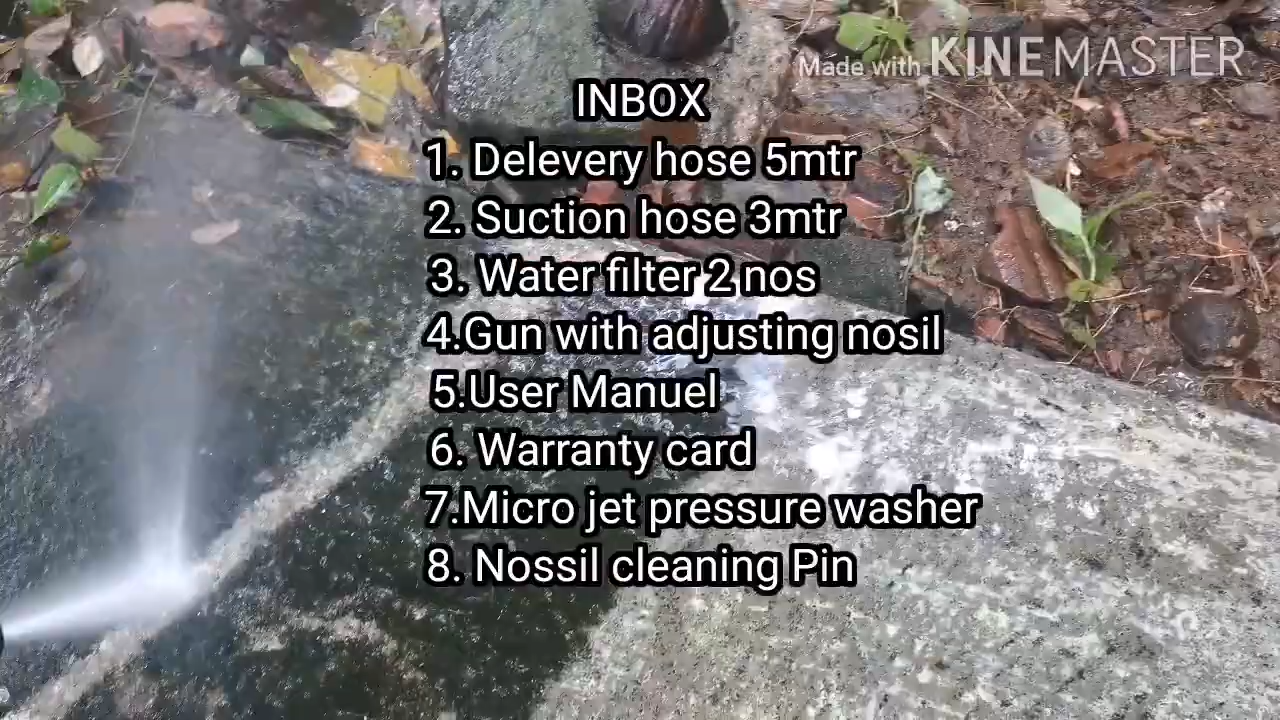 Made with KINEMASTER
INBOX
1. Delevery hose 5mtr
2. Suction hose 3mtr
3. Water filter 2 nos
4.Gun with adjusting nosil
5.User Manuel
6. Warranty card
7.Micro jet pressure washer
8. Nossil cleaning Pin